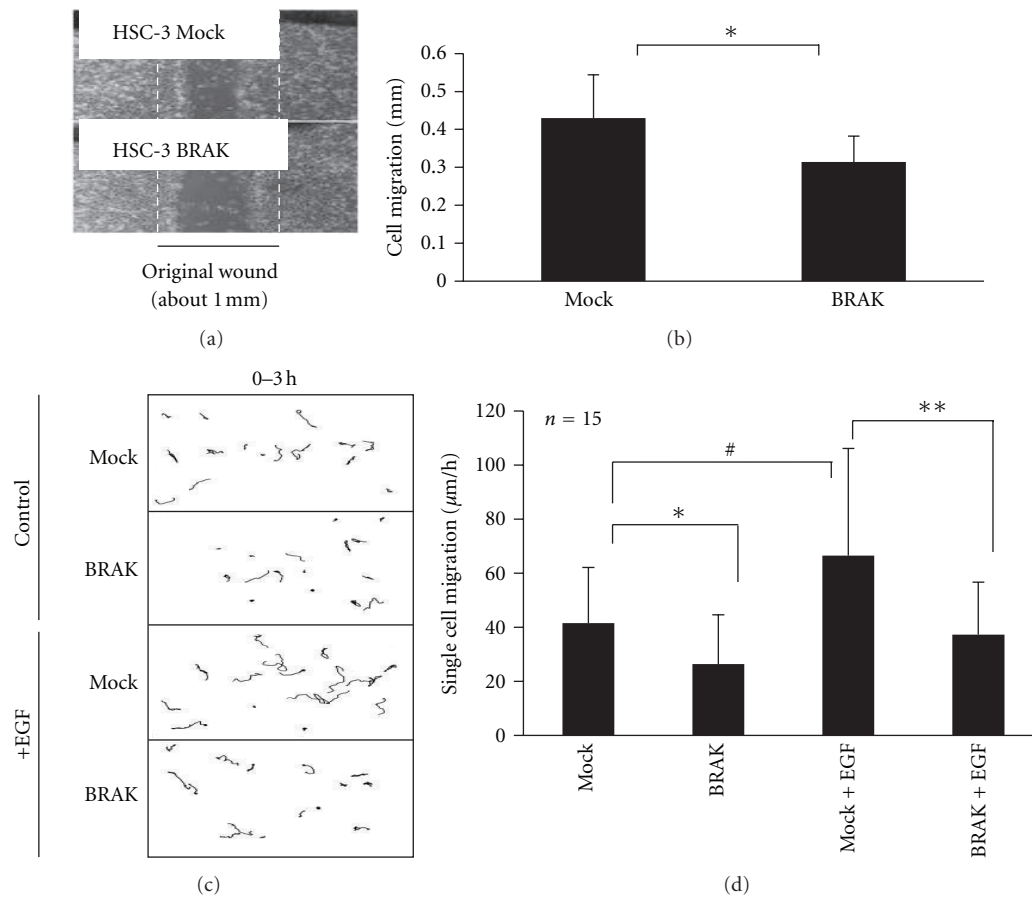 HSC-3 Mock
HSC-3 BRAK
Original wound
(about 1 mm)
(a)
Cell migration (mm)
0.6
0.5
0.4
0.3
0.2
0.1
0
*
Mock
BRAK
(b)
0–3 h
Control
Mock
BRAK
+EGF
Mock
BRAK
(c)
Single cell migration (μm/h)
120
100
80
60
40
20
0
n = 15
*
#
**
Mock
BRAK
Mock + EGF
BRAK + EGF
(d)